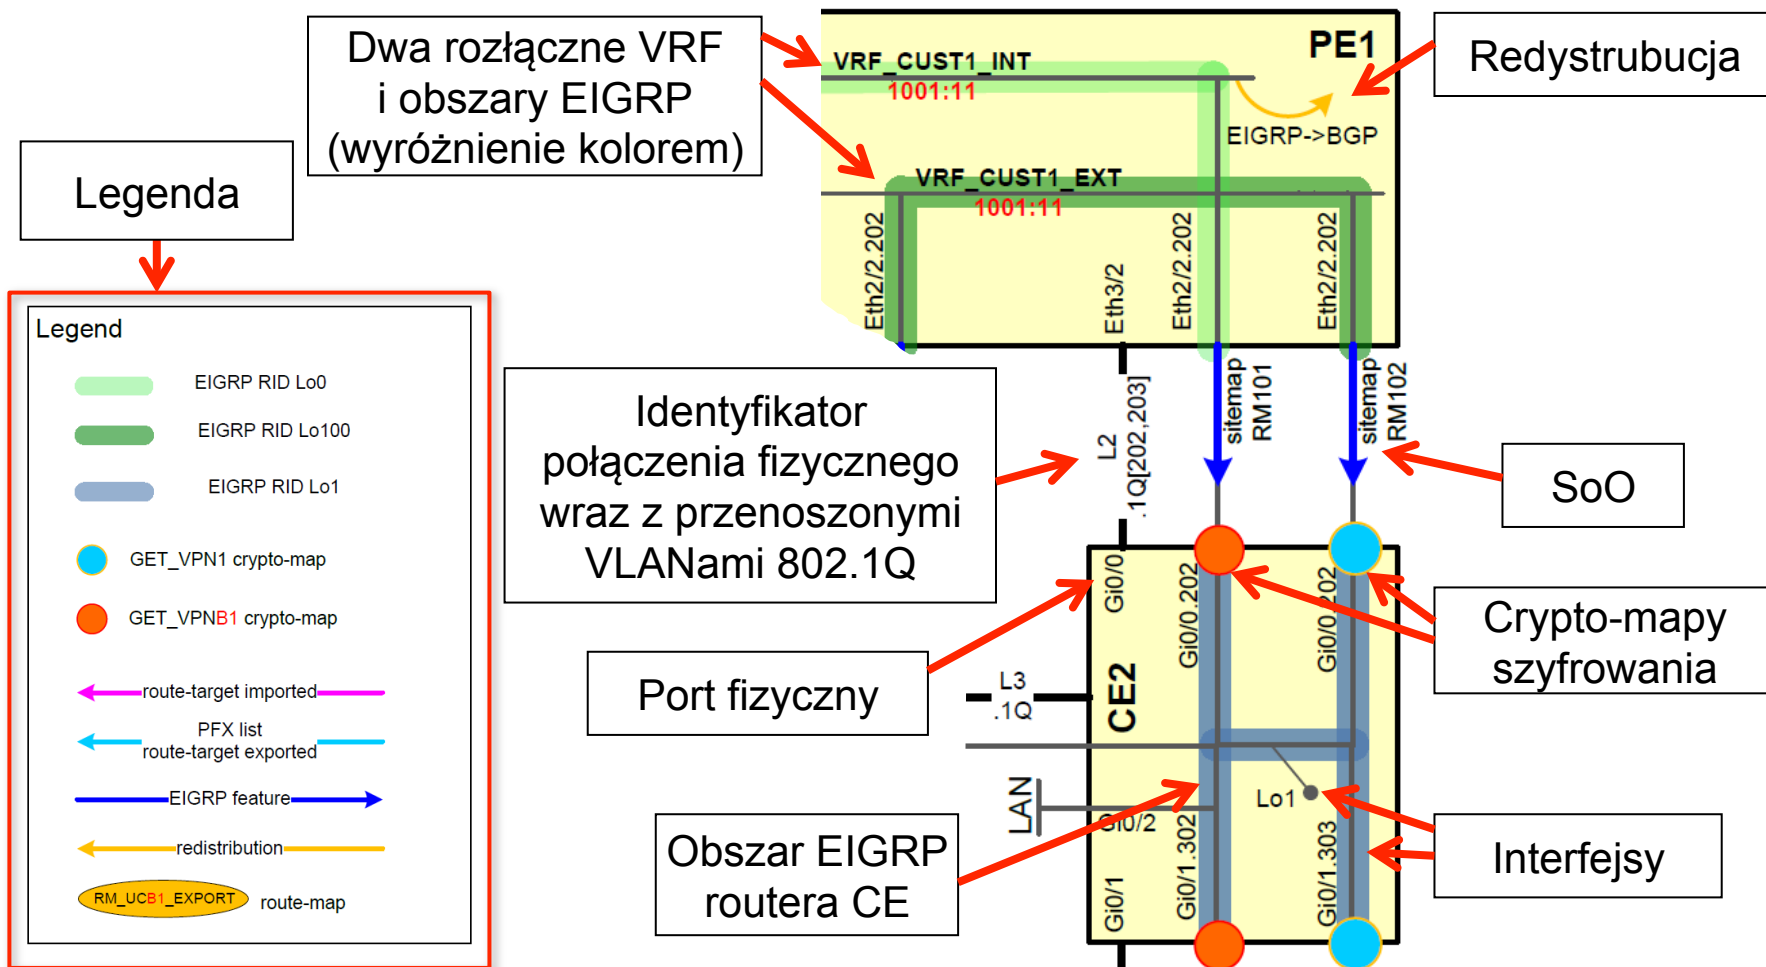 Dwa rozłączne VRF
i obszary EIGRP
(wyróżnienie kolorem)
Legenda
Legend
EIGRP RID Lo0
EIGRP RID Lo100
EIGRP RID Lo1
GET_VPN1 crypto-map
GET_VPNB1 crypto-map
route-target imported
PFX list
route-target exported
EIGRP feature
redistribution
RM_UCB1_EXPORT
route-map
PE1
VRF_CUST1_INT
1001:11
EIGRP->BGP
VRF_CUST1_EXT
1001:11
Eth2/2.202
Eth3/2
Eth2/2.202
Eth2/2.202
Redystrubucja
Identyfikator
połączenia fizycznego
wraz z przenoszonymi
VLANami 802.1Q
L2
.1Q[202,203]
sitemap
RM101
sitemap
RM102
SoO
Port fizyczny
Gi0/0
Gi0/0.202
Gi0/0.202
Crypto-mapy
szyfrowania
CE2
L3
.1Q
LAN
Gi0/2
Lo1
Obszar EIGRP
routera CE
Gi0/1
Gi0/1.302
Gi0/1.303
Interfejsy